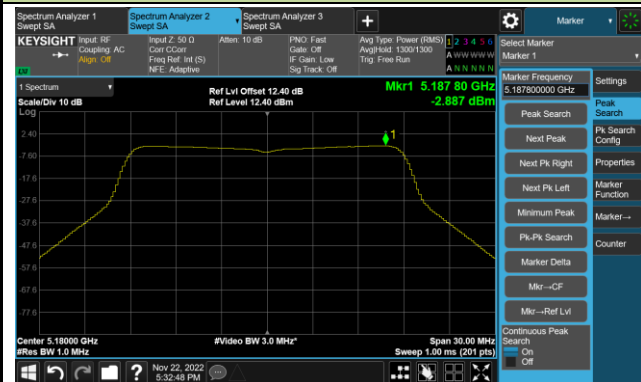 Spectrum Analyzer 1
Swept SA
Spectrum Analyzer 2
Swept SA
Spectrum Analyzer 3
Swept SA
+
Marker
KEYSIGHT
Input: RF
Coupling: AC
Align: Off
Input Z: 50 Ω
Corr CCorr
Freq Ref: Int (S)
NFE: Adaptive
Atten: 10 dB
PNO: Fast
Gate: Off
IF Gain: Low
Sig Track: Off
Avg Type: Power (RMS)
Avg|Hold: 1300/1300
Trig: Free Run
1 2 3 4 5 6
A W W W W W
A N N N N N
Select Marker
Marker 1
LXI
1 Spectrum
Scale/Div 10 dB
Log
Ref Lvl Offset 12.40 dB
Ref Level 12.40 dBm
Mkr1 5.187 80 GHz
-2.887 dBm
1
2.40
-7.60
-17.6
-27.6
-37.6
-47.6
-57.6
-67.6
-77.6
Center 5.18000 GHz
#Res BW 1.0 MHz
#Video BW 3.0 MHz*
Span 30.00 MHz
Sweep 1.00 ms (201 pts)
Marker Frequency
5.187800000 GHz
Peak Search
Next Peak
Next Pk Right
Next Pk Left
Minimum Peak
Pk-Pk Search
Marker Delta
Mkr→CF
Mkr→Ref Lvl
Continuous Peak
Search
On
Off
Settings
Peak
Search
Pk Search
Config
Properties
Marker
Function
Marker→
Counter
?
Nov 22, 2022
5:32:48 PM